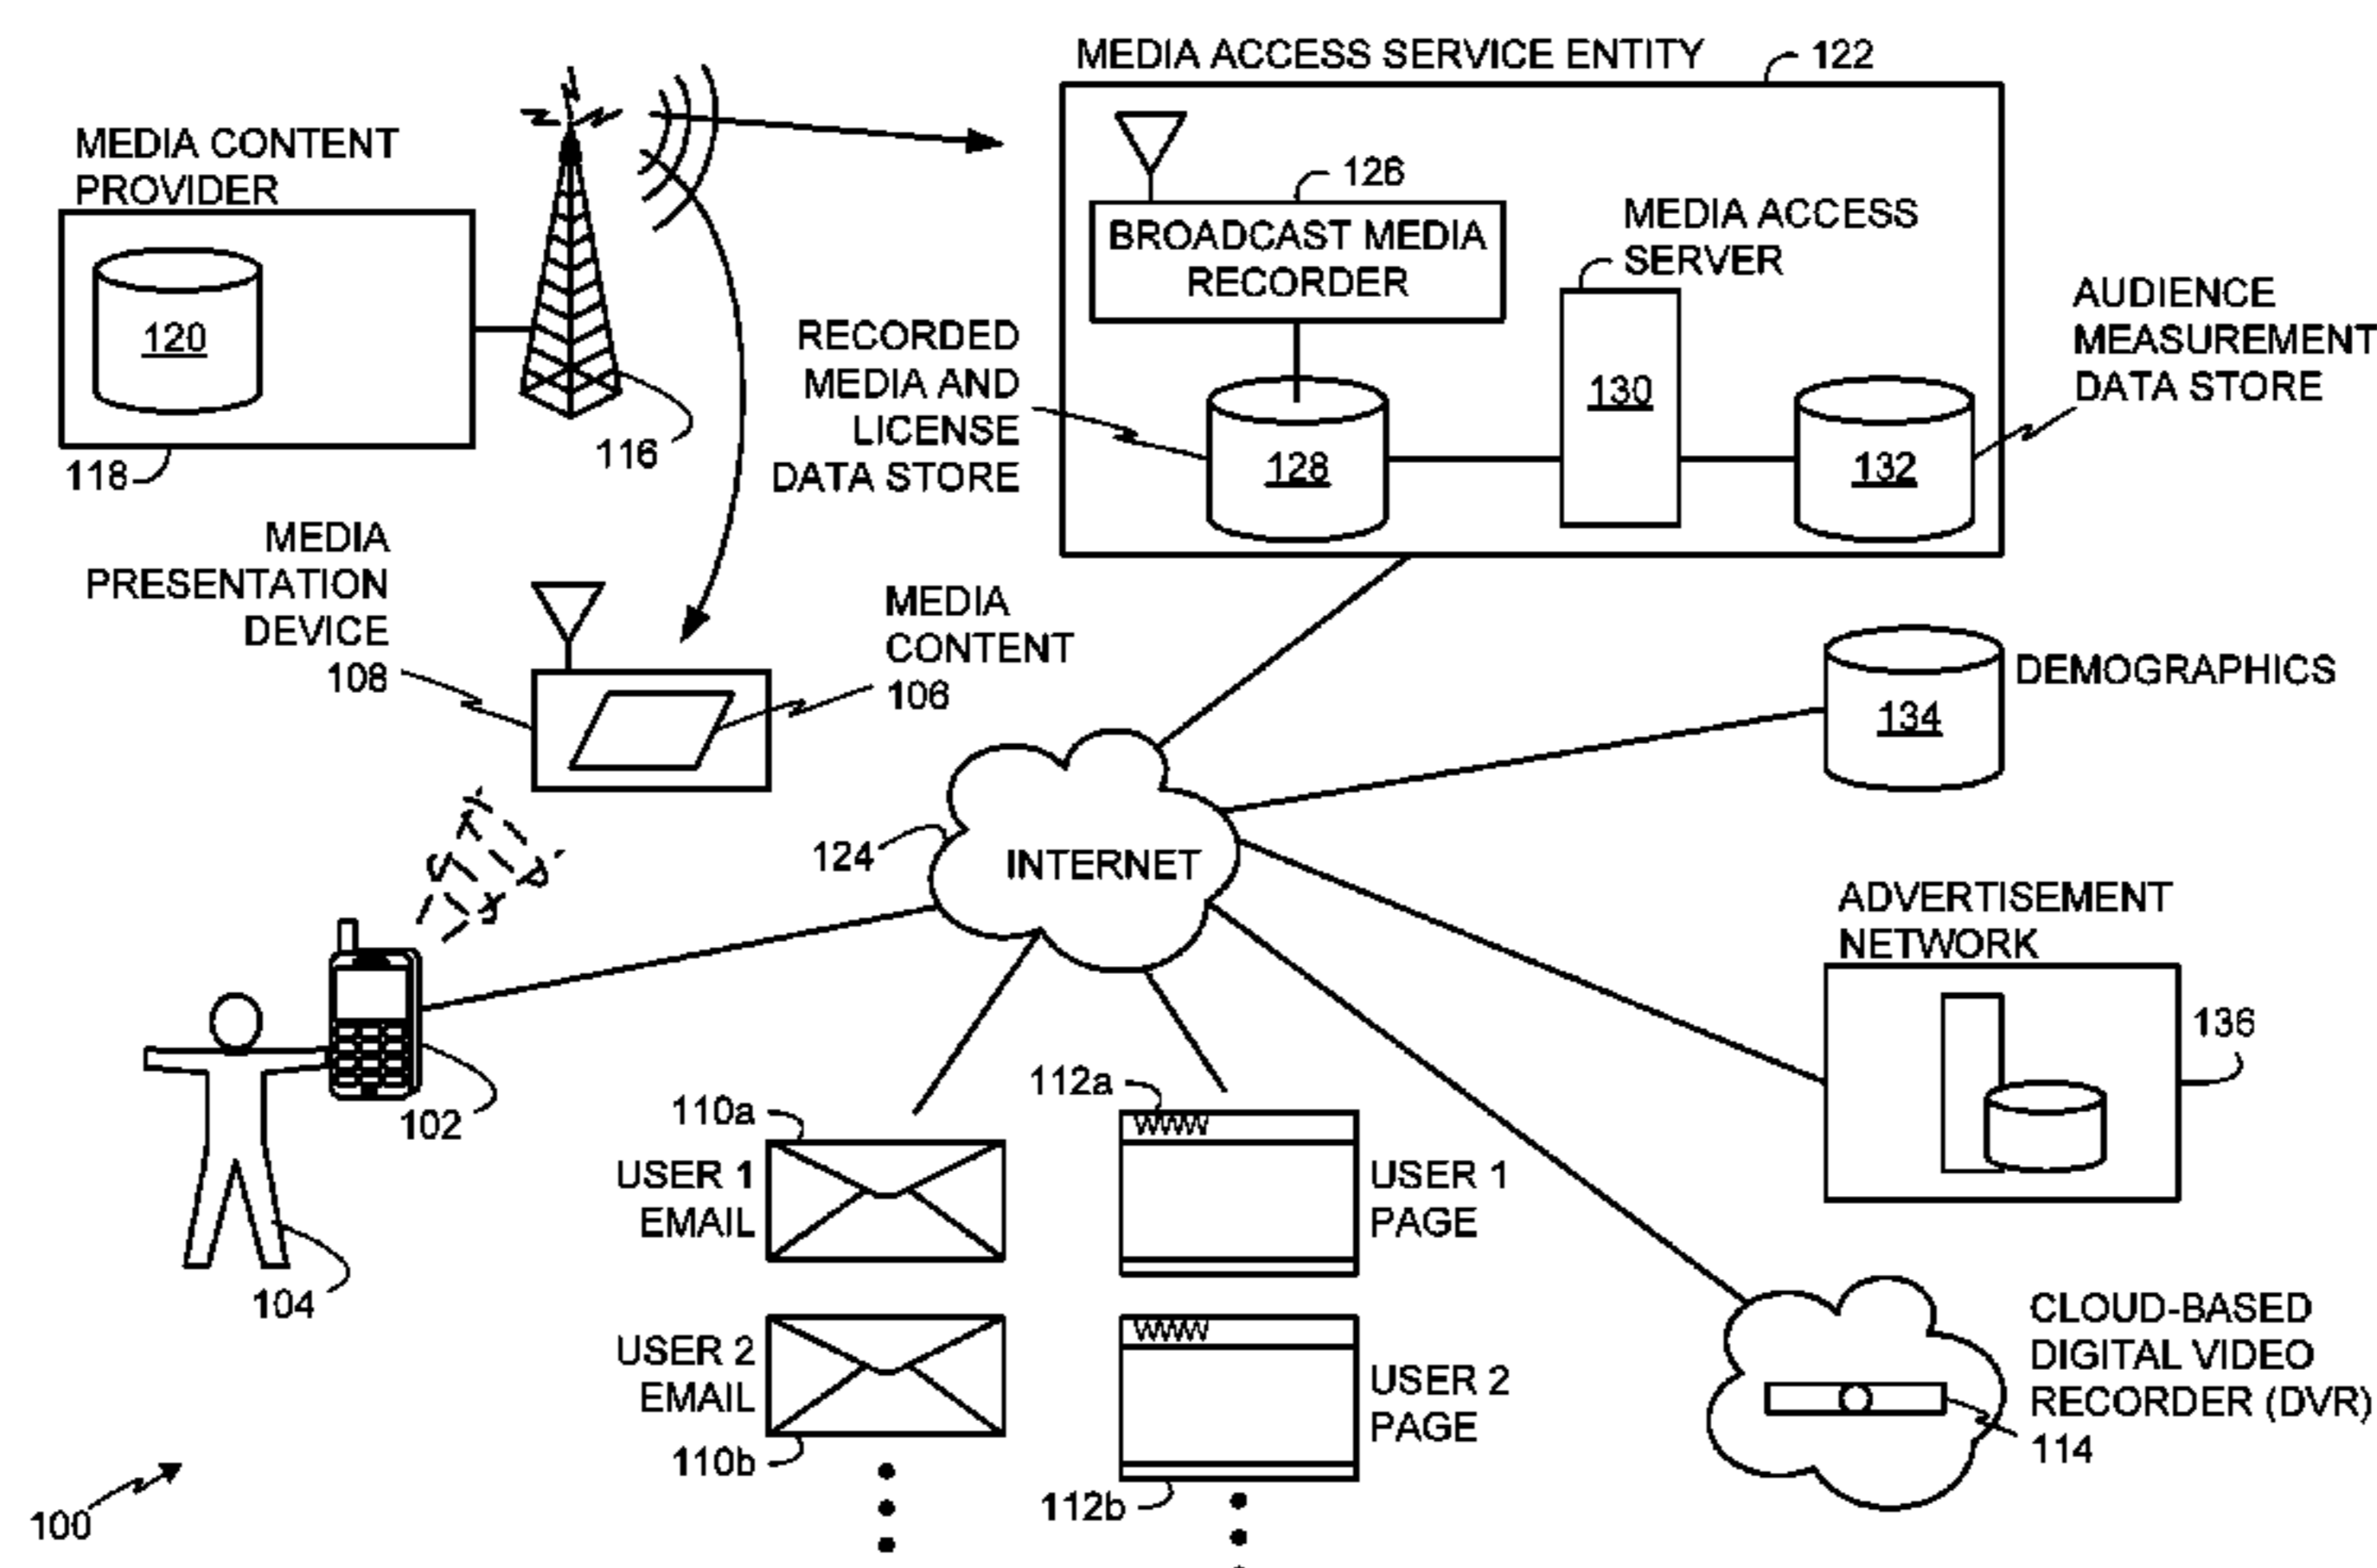 MEDIA ACCESS SERVICE ENTITY
122
MEDIA CONTENT
PROVIDER
120
118
116
126
BROADCAST MEDIA
RECORDER
MEDIA ACCESS
SERVER
130
RECORDED
MEDIA AND
LICENSE
DATA STORE
128
132
AUDIENCE
MEASUREMENT
DATA STORE
MEDIA
PRESENTATION
DEVICE
108
MEDIA
CONTENT
106
134
DEMOGRAPHICS
124
INTERNET
ADVERTISEMENT
NETWORK
136
102
104
110a
USER 1
EMAIL
112a
WWW
USER 1
PAGE
USER 2
EMAIL
110b
WWW
USER 2
PAGE
112b
CLOUD-BASED
DIGITAL VIDEO
RECORDER (DVR)
114
100